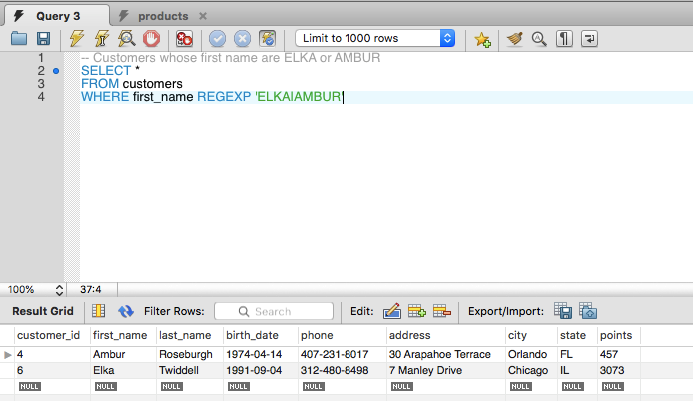 Query 3
products
Limit to 1000 rows
1 -- Customers whose first name are ELKA or AMBUR
2 SELECT *
3 FROM customers
4 WHERE first_name REGEXP 'ELKA|AMBUR'
100% 37:4
Result Grid Filter Rows: Search Edit: Export/Import:
customer_id first_name last_name birth_date phone address city state points
4 Ambur Roseburgh 1974-04-14 407-231-8017 30 Arapahoe Terrace Orlando FL 457
6 Elka Twiddell 1991-09-04 312-480-8498 7 Manley Drive Chicago IL 3073
NULL NULL NULL NULL NULL NULL NULL NULL NULL